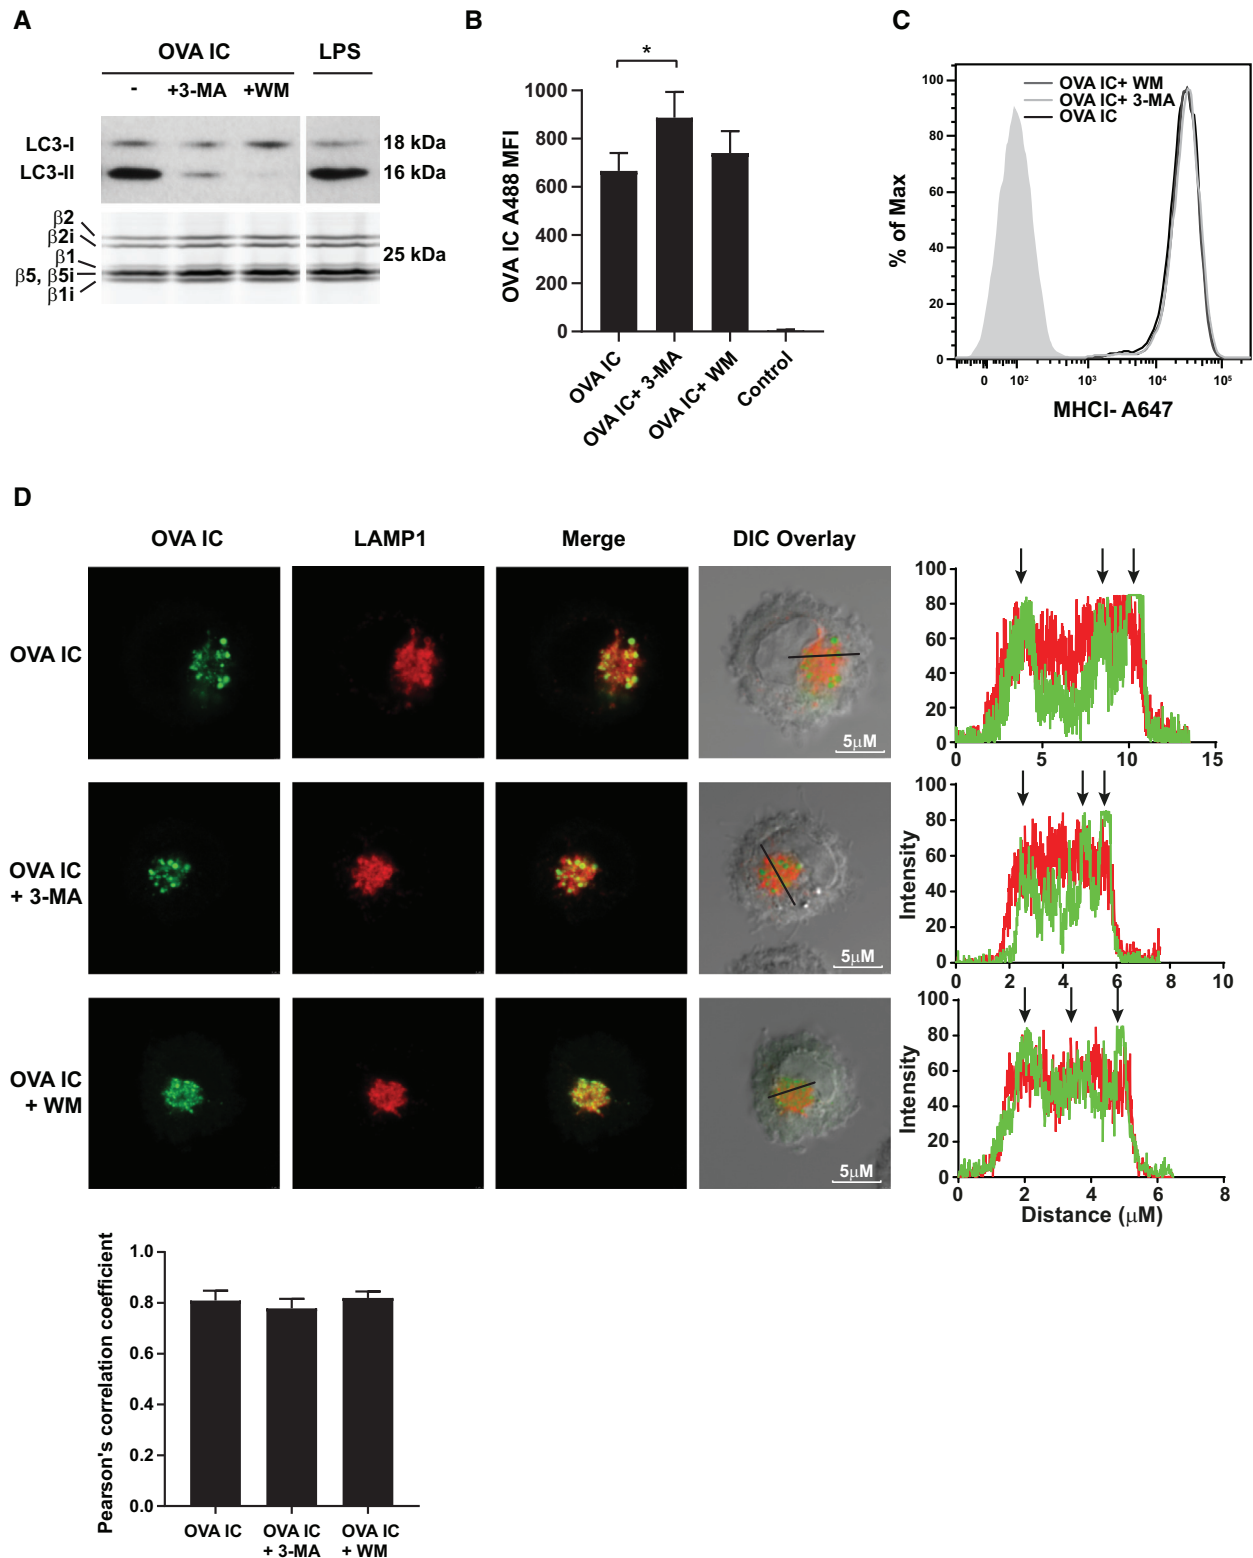 A
OVA IC
LPS
-
+3-MA
+WM
LC3-I
18 kDa
LC3-II
16 kDa
β2
β2i
β1
25 kDa
β5, β5i
β1i
B
*
1000
800
600
400
200
0
OVA IC A488 MFI
OVA IC
OVA IC+ 3-MA
OVA IC+ WM
Control
C
OVA IC+ WM
OVA IC+ 3-MA
OVA IC
100
80
60
40
20
0
% of Max
0
10²
10³
10⁴
10⁵
MHCI- A647
D
OVA IC
LAMP1
Merge
DIC Overlay
OVA IC
5μM
100
80
60
40
20
0
0
5
10
15
OVA IC
+ 3-MA
5μM
Intensity
100
80
60
40
20
0
0
2
4
6
8
10
OVA IC
+ WM
5μM
Intensity
100
80
60
40
20
0
0
2
4
6
8
Distance (μM)
Pearson's correlation coefficient
1.0
0.8
0.6
0.4
0.2
0.0
OVA IC
OVA IC
+ 3-MA
OVA IC
+ WM